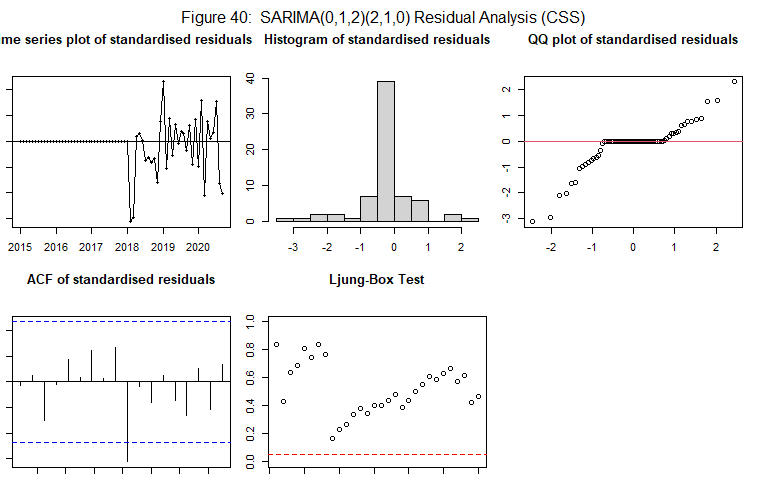 Figure 40: SARIMA(0,1,2)(2,1,0) Residual Analysis (CSS)
ime series plot of standardised residuals
Histogram of standardised residuals
QQ plot of standardised residuals
2015 2016 2017 2018 2019 2020
0 10 20 30 40
-3 -2 -1 0 1 2
-3 -2 -1 0 1 2
-2 -1 0 1 2
ACF of standardised residuals
Ljung-Box Test
0.0 0.2 0.4 0.6 0.8 1.0